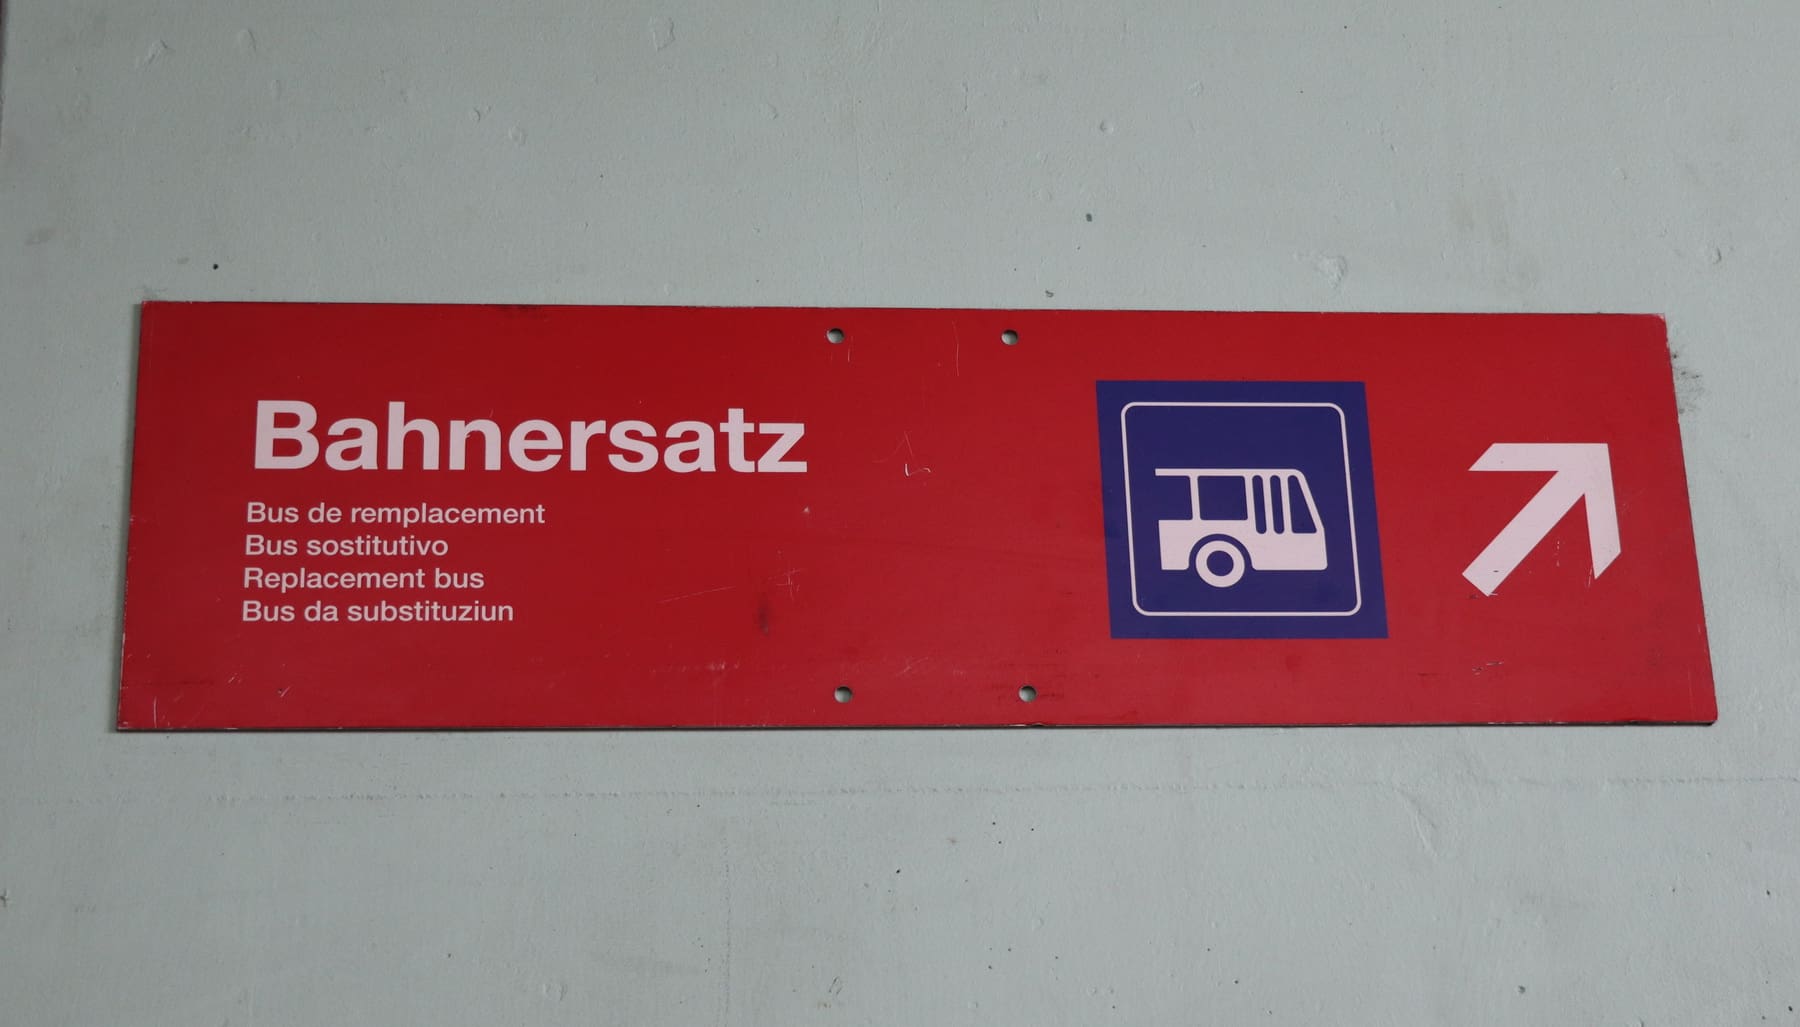 Bahnersatz
Bus de remplacement
Bus sostitutivo
Replacement bus
Bus da substituziun